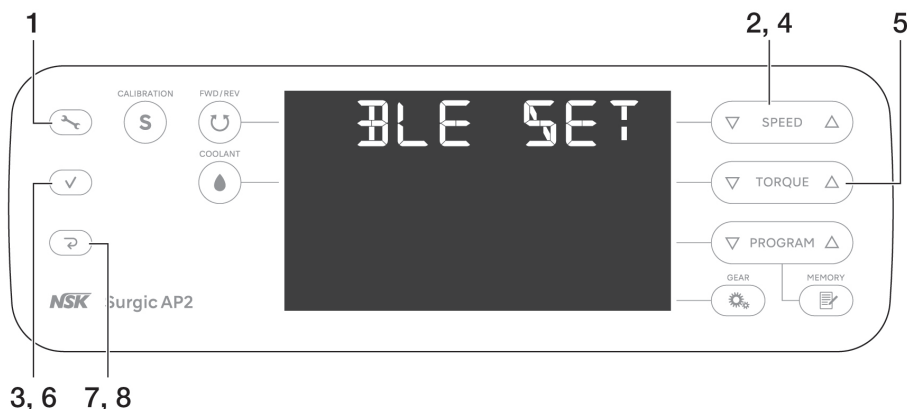 1
2, 4
5
CALIBRATION
FWD/REV
S
BLE SET
SPEED
COOLANT
TORQUE
PROGRAM
GEAR
MEMORY
NSK Surgic AP2
3, 6
7, 8